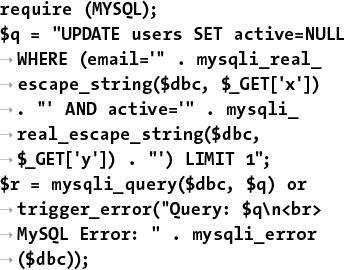 require (MYSQL);
$q = "UPDATE users SET active=NULL
→ WHERE (email='" . mysqli_real_
→ escape_string($dbc, $_GET['x'])
→ . "' AND active='" . mysqli_
→ real_escape_string($dbc,
→ $_GET['y']) . "') LIMIT 1";
$r = mysqli_query($dbc, $q) or
→ trigger_error("Query: $q\n<br>
→ MySQL Error: " . mysqli_error
→ ($dbc));